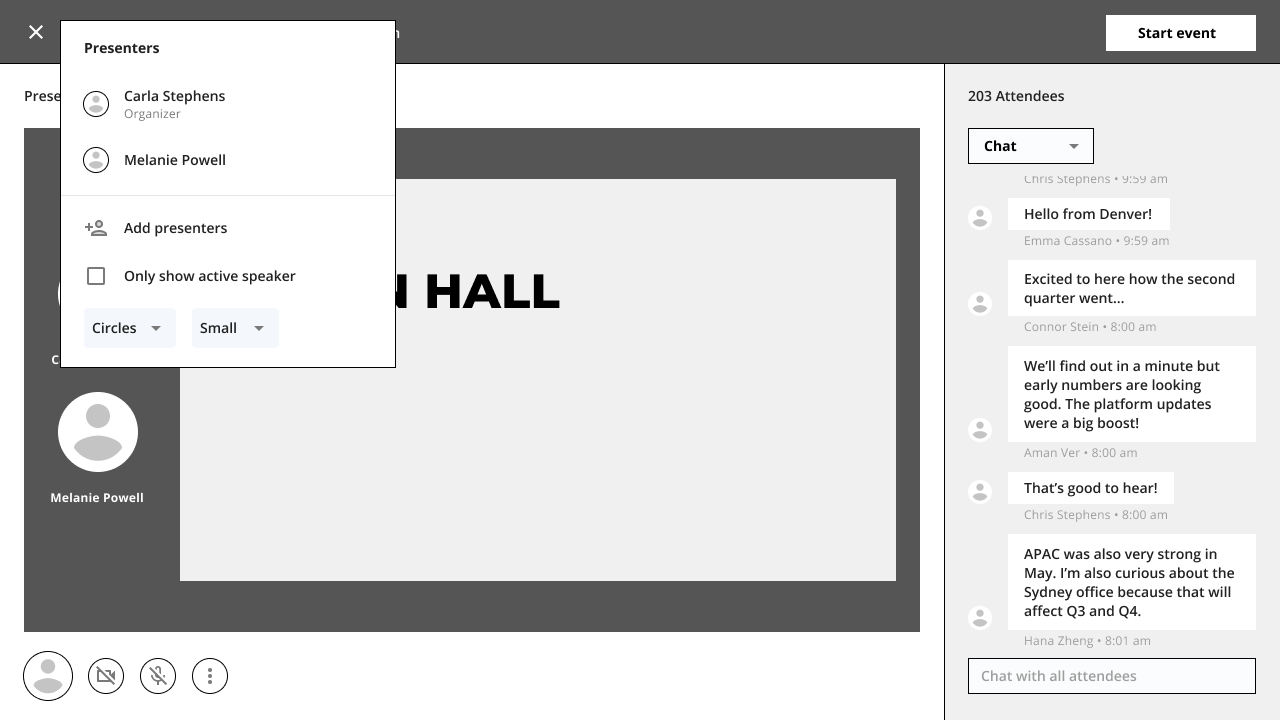 Presenters
Start event
Carla Stephens
Organizer
Melanie Powell
Add presenters
Only show active speaker
Circles
Small
HALL
Melanie Powell
203 Attendees
Chat
Chris Stephens • 9:59 am
Hello from Denver!
Emma Cassano • 9:59 am
Excited to here how the second
quarter went...
Connor Stein • 8:00 am
We’ll find out in a minute but
early numbers are looking
good. The platform updates
were a big boost!
Aman Ver • 8:00 am
That’s good to hear!
Chris Stephens • 8:00 am
APAC was also very strong in
May. I’m also curious about the
Sydney office because that will
affect Q3 and Q4.
Hana Zheng • 8:01 am
Chat with all attendees